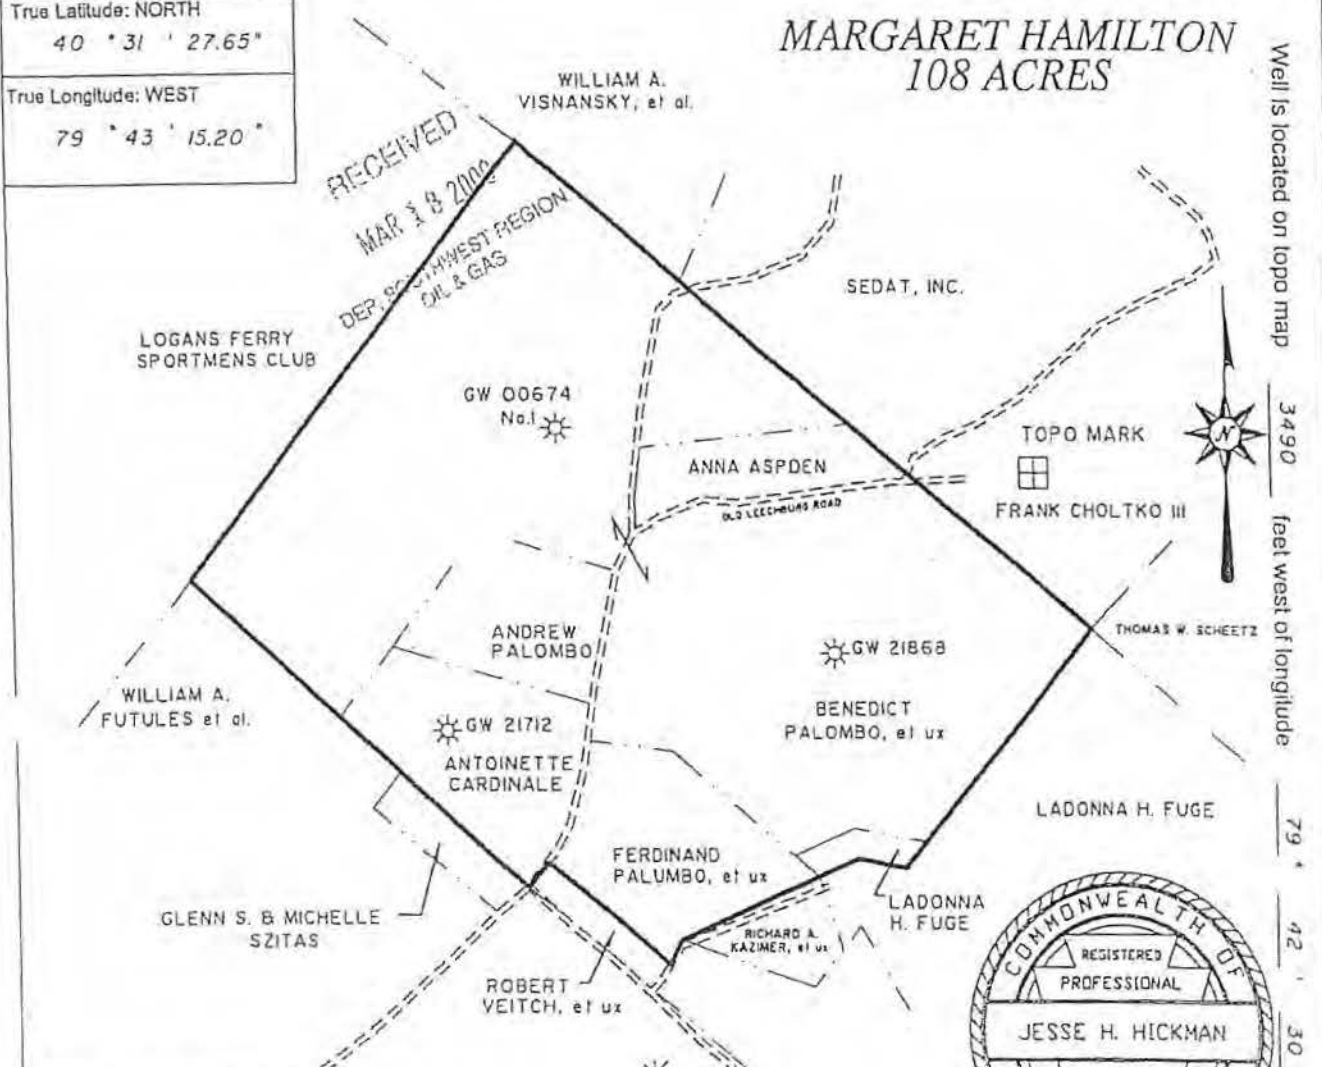 True Latitude: NORTH
40 ° 31 ' 27.65"
True Longitude: WEST
79 ° 43 ' 15.20 "
MARGARET HAMILTON
108 ACRES
WILLIAM A.
VISNANSKY, et al.
RECEIVED
MAR 8
DEP, SOUTHWEST REGION
OIL & GAS
SEDAT, INC.
LOGANS FERRY
SPORTMENS CLUB
GW 00674
No.1
ANNA ASPDEN
OLD LEECHBURG ROAD
TOPO MARK
FRANK CHOLTKO III
N
THOMAS W. SCHEETZ
ANDREW
PALOMBO
GW 21868
BENEDICT
PALOMBO, et ux
WILLIAM A.
FUTULES et al.
GW 21712
ANTOINETTE
CARDINALE
LADONNA H. FUGE
FERDINAND
PALUMBO, et ux
LADONNA
H. FUGE
GLENN S. & MICHELLE
SZITAS
RICHARD A.
KAZIMER, et ux
ROBERT
VEITCH, et ux
COMMONWEALTH OF
REGISTERED
PROFESSIONAL
JESSE H. HICKMAN
Well is located on topo map 3490 feet west of longitude 79 ° 42 ' 30